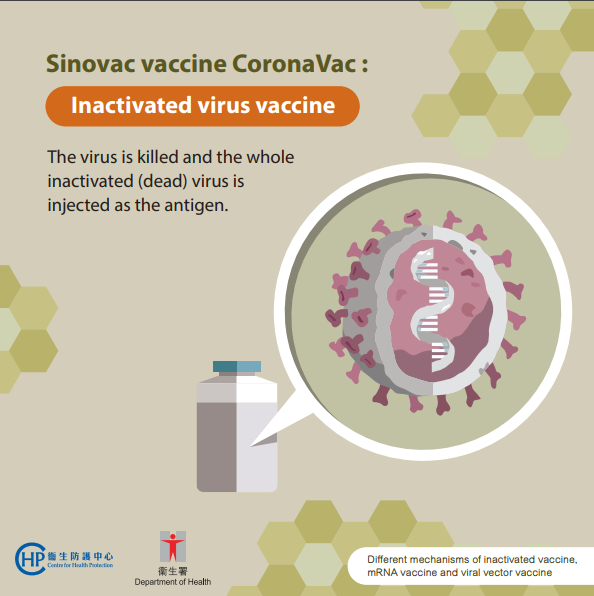 Sinovac vaccine CoronaVac :
Inactivated virus vaccine
The virus is killed and the whole
inactivated (dead) virus is
injected as the antigen.
CHP
衞生防護中心
Centre for Health Protection
衞生署
Department of Health
Different mechanisms of inactivated vaccine,
mRNA vaccine and viral vector vaccine